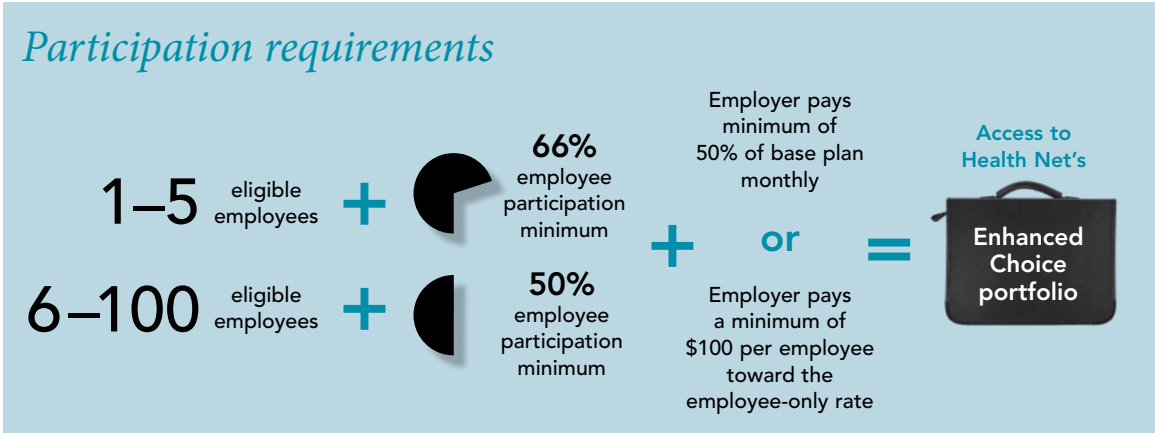 Participation requirements
1–5
eligible
employees
+
66%
employee
participation
minimum
6–100
eligible
employees
+
50%
employee
participation
minimum
+
Employer pays
minimum of
50% of base plan
monthly
or
Employer pays
a minimum of
$100 per employee
toward the
employee-only rate
=
Access to
Health Net’s
Enhanced
Choice
portfolio